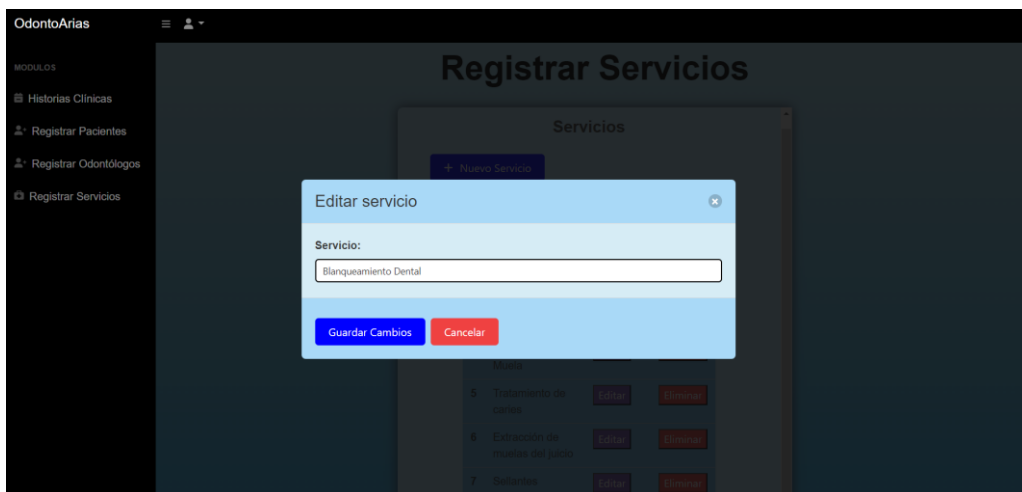 OdontoArias
MODULOS
Historias Clínicas
Registrar Pacientes
Registrar Odontólogos
Registrar Servicios
Registrar Servicios
Servicios
+ Nuevo Servicio
Editar servicio
Servicio:
Blanqueamiento Dental
Guardar Cambios Cancelar
Muela
5 Tratamiento de Editar Eliminar
caries
6 Extracción de Editar Eliminar
muelas del juicio
7 Sellantes Editar Eliminar